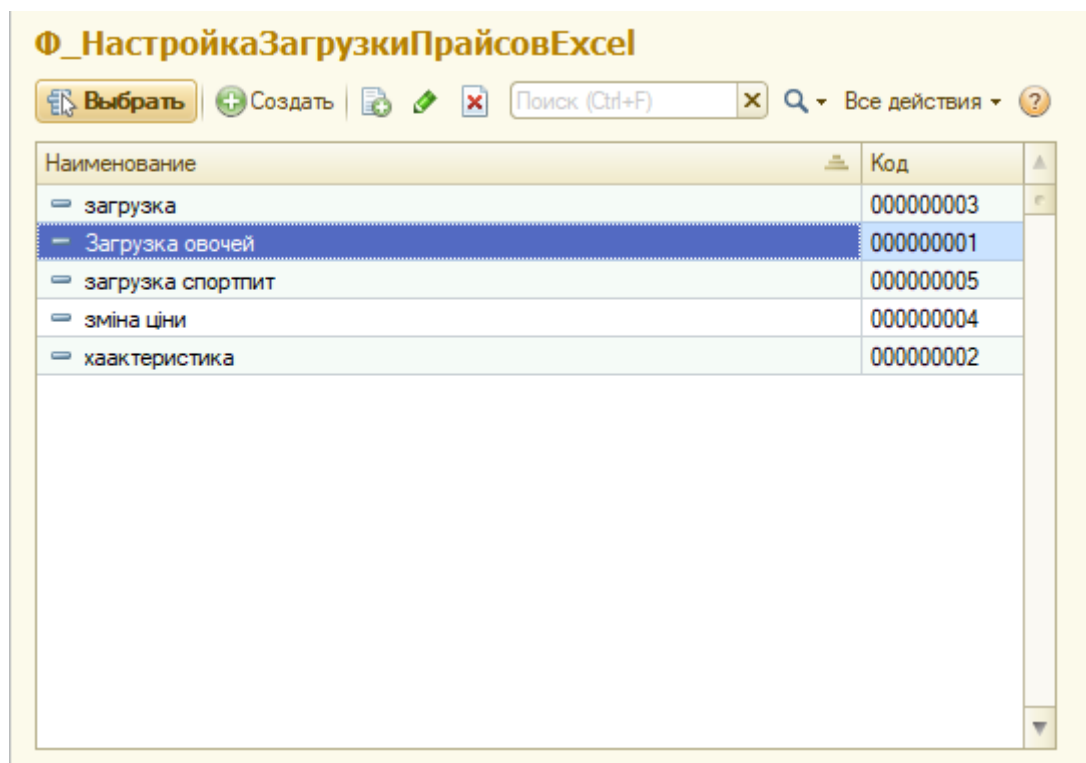 Ф_НастройкаЗагрузкиПрайсовExcel
Выбрать Создать Поиск (Ctrl+F) Все действия
Наименование Код
загрузка 000000003
Загрузка овочей 000000001
загрузка спортпит 000000005
зміна ціни 000000004
хаактеристика 000000002